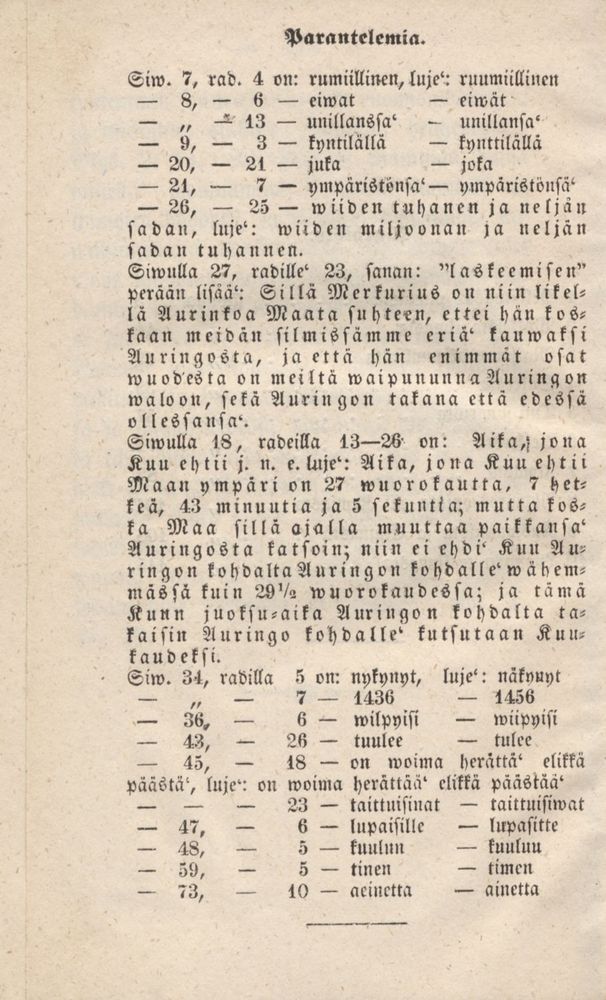 Parantelemia.
Siw. 7, rad. 4 on: rumiillinen, luje‘: ruumiillinen
— 8, — 6 — eiwat — eiwät
— „ — 13 — unillanssa‘ — unillansa‘
— 9, — 3 — kyntilällä — kynttilällä
— 20, — 21 — juka — joka
— 21, — 7 — ympäristönsa‘ — ympäristönsä‘
— 26, — 25 — wiiden tuhanen ja neljän
sadan, luje‘: wiiden miljoonan ja neljän
sadan tuhannen.
Siwulla 27, radille‘ 23, sanan: ”laskeemisen”
perään lisää‘: Sillä Merkurius on niin likel-
lä Aurinkoa Maata suhteen, ettei hän kos-
kaan meidän silmissämme eriä‘ kauwaksi
Auringosta, ja että hän enimmät osat
wuodesta on meiltä waipununna Auringon
waloon, sekä Auringon takana että edessä
ollessansa‘.
Siwulla 18, radeilla 13—26 on: Aika, jona
Kuu ehtii j. n. e. luje‘: Aika, jona Kuu ehtii
Maan ympäri on 27 wuorokautta, 7 het-
keä, 43 minuutia ja 5 sekuntia; mutta kos-
ka Maa sillä ajalla muuttaa paikkansa‘
Auringosta katsoin; niin ei ehdi‘ Kuu Au-
ringon kohdalta Auringon kohdalle‘ wähem-
mässä kuin 29½ wuorokaudessa; ja tämä
Kuun juoksu-aika Auringon kohdalta ta-
kaisin Auringo kohdalle‘ kutsutaan Kuu-
kaudeksi.
Siw. 34, radilla 5 on: nykynyt, luje‘: näkynyt
— „ — 7 — 1436 — 1456
— 36, — 6 — wilpyisi — wiipyisi
— 43, — 26 — tuulee — tulee
— 45, — 18 — on woima herättä‘ elikkä
päästä‘, luje‘: on woima herättää‘ elikkä päästää‘
— — — 23 — taittuisinat — taittuisiwat
— 47, — 6 — lupaisille — lupasitte
— 48, — 5 — kuulun — kuuluu
— 59, — 5 — tinen — timen
— 73, — 10 — aeinetta — ainetta